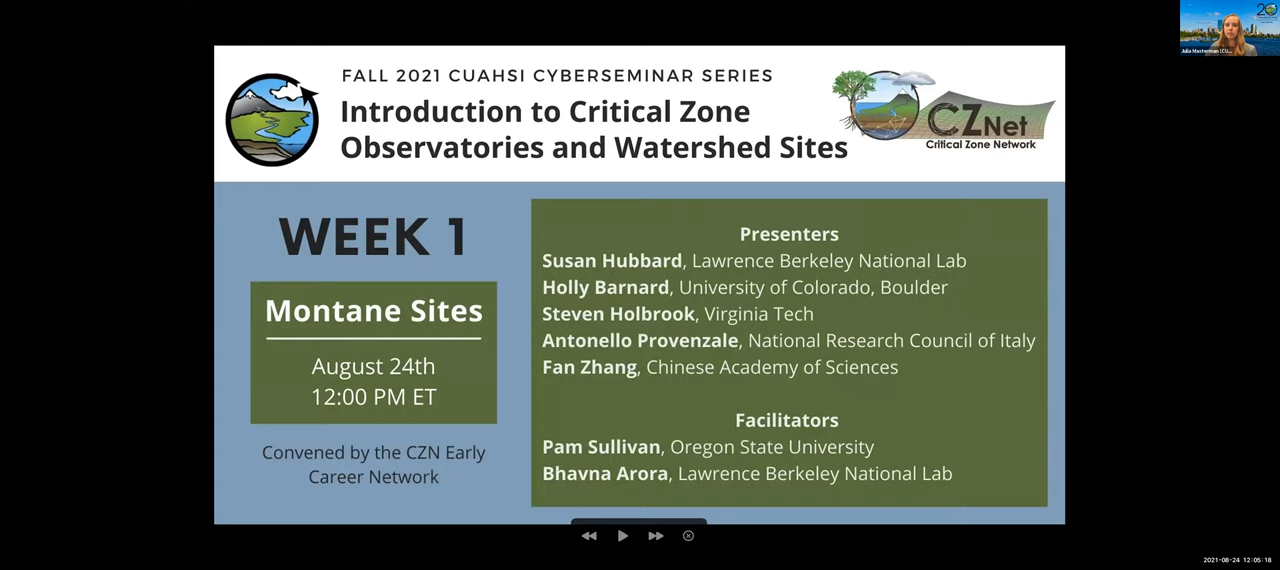 FALL 2021 CUAHSI CYBERSEMINAR SERIES
Introduction to Critical Zone
Observatories and Watershed Sites
CZNet
Critical Zone Network
20
Julia Masterman (CU...
WEEK 1
Montane Sites
August 24th
12:00 PM ET
Convened by the CZN Early
Career Network
Presenters
Susan Hubbard, Lawrence Berkeley National Lab
Holly Barnard, University of Colorado, Boulder
Steven Holbrook, Virginia Tech
Antonello Provenzale, National Research Council of Italy
Fan Zhang, Chinese Academy of Sciences
Facilitators
Pam Sullivan, Oregon State University
Bhavna Arora, Lawrence Berkeley National Lab
2021-08-24 12:05:18